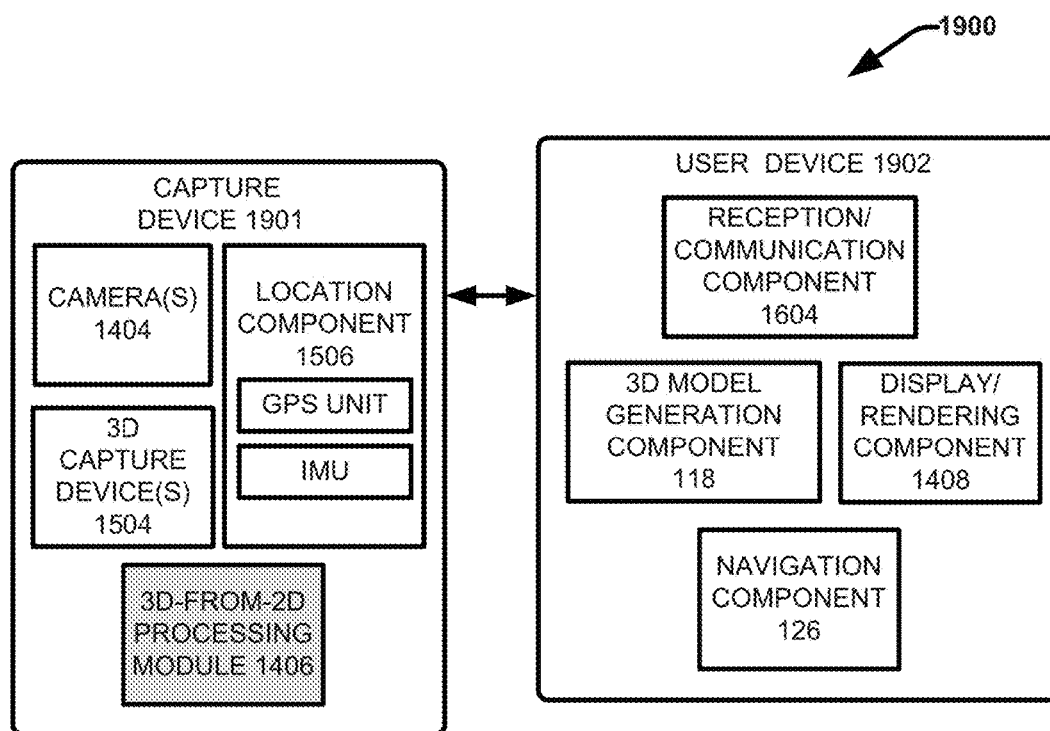 1900
CAPTURE
DEVICE 1901
CAMERA(S)
1404
LOCATION
COMPONENT
1506
GPS UNIT
IMU
3D
CAPTURE
DEVICE(S)
1504
3D-FROM-2D
PROCESSING
MODULE 1406
USER DEVICE 1902
RECEPTION/
COMMUNICATION
COMPONENT
1604
3D MODEL
GENERATION
COMPONENT
118
DISPLAY/
RENDERING
COMPONENT
1408
NAVIGATION
COMPONENT
126